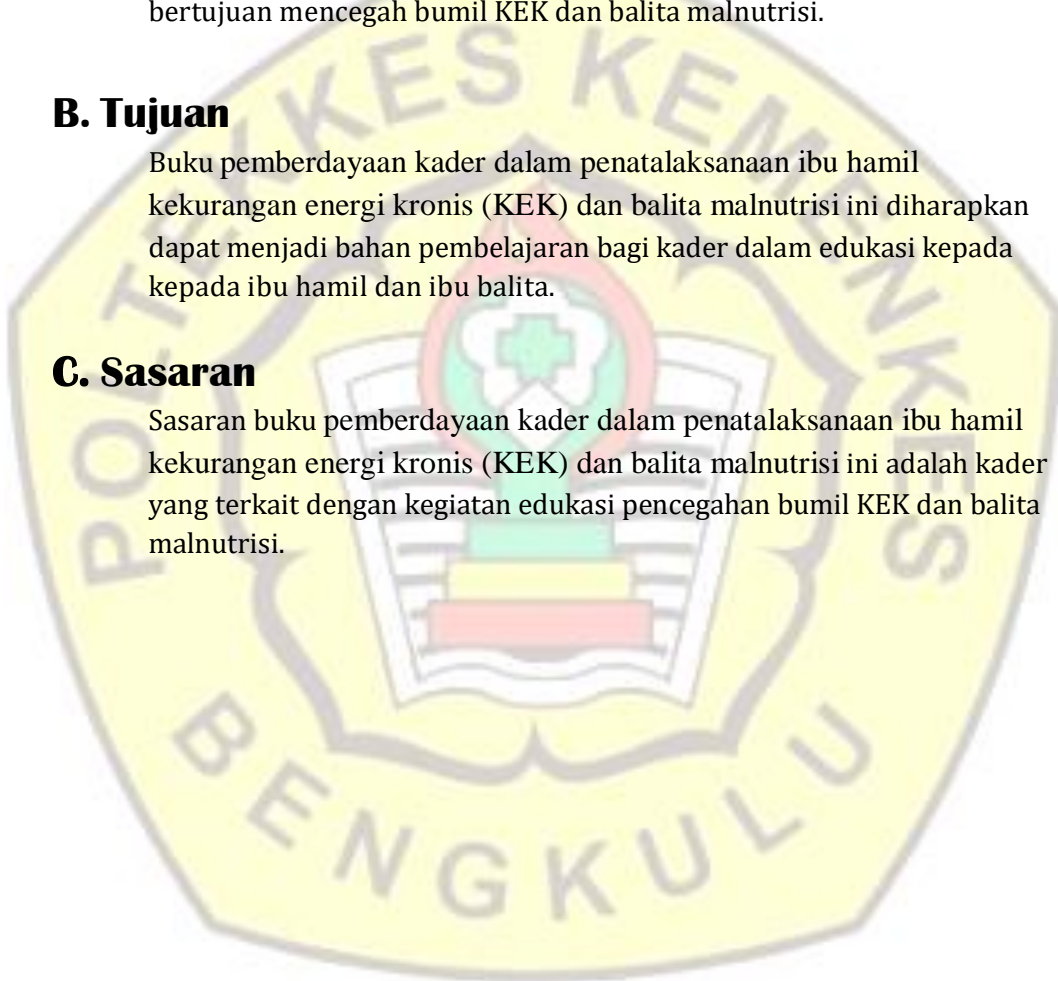 bertujuan mencegah bumil KEK dan balita malnutrisi.
B. Tujuan
Buku pemberdayaan kader dalam penatalaksanaan ibu hamil
kekurangan energi kronis (KEK) dan balita malnutrisi ini diharapkan
dapat menjadi bahan pembelajaran bagi kader dalam edukasi kepada
kepada ibu hamil dan ibu balita.
C. Sasaran
Sasaran buku pemberdayaan kader dalam penatalaksanaan ibu hamil
kekurangan energi kronis (KEK) dan balita malnutrisi ini adalah kader
yang terkait dengan kegiatan edukasi pencegahan bumil KEK dan balita
malnutrisi.
POLTEKKES KEMENKES
BENGKULU